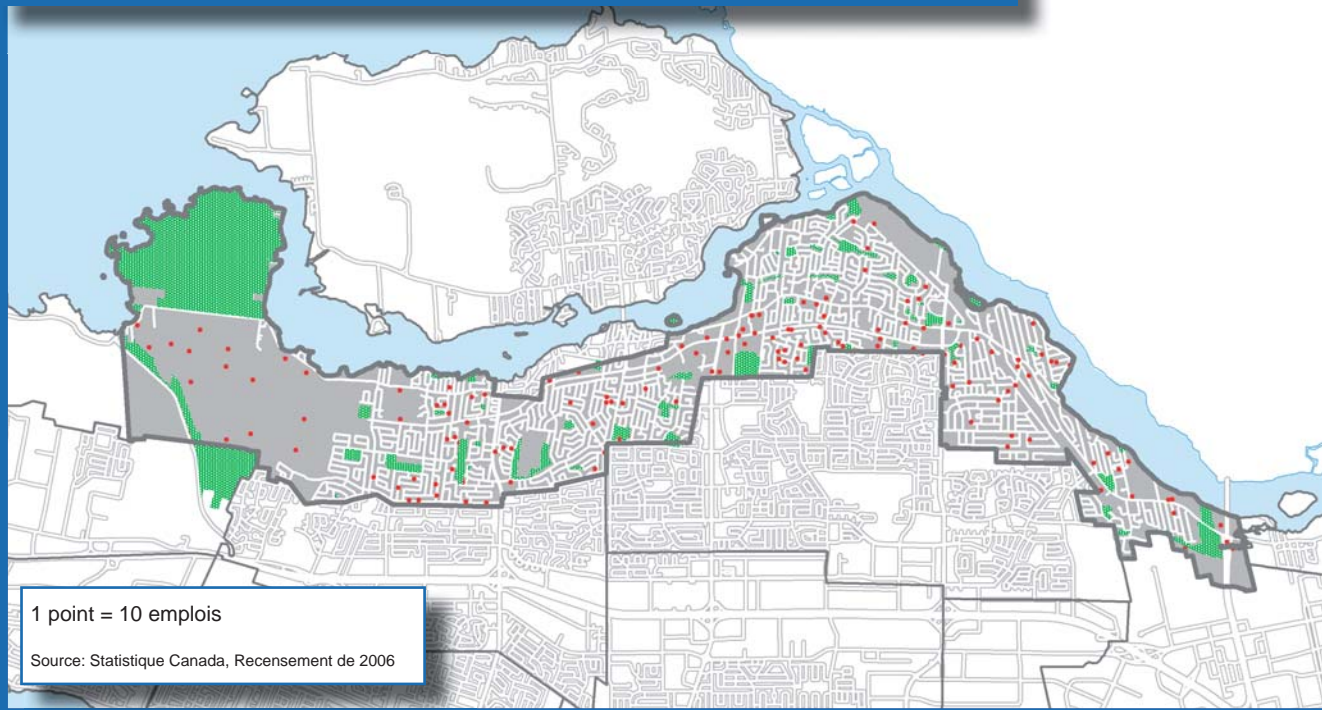 1 point = 10 emplois
Source: Statistique Canada, Recensement de 2006